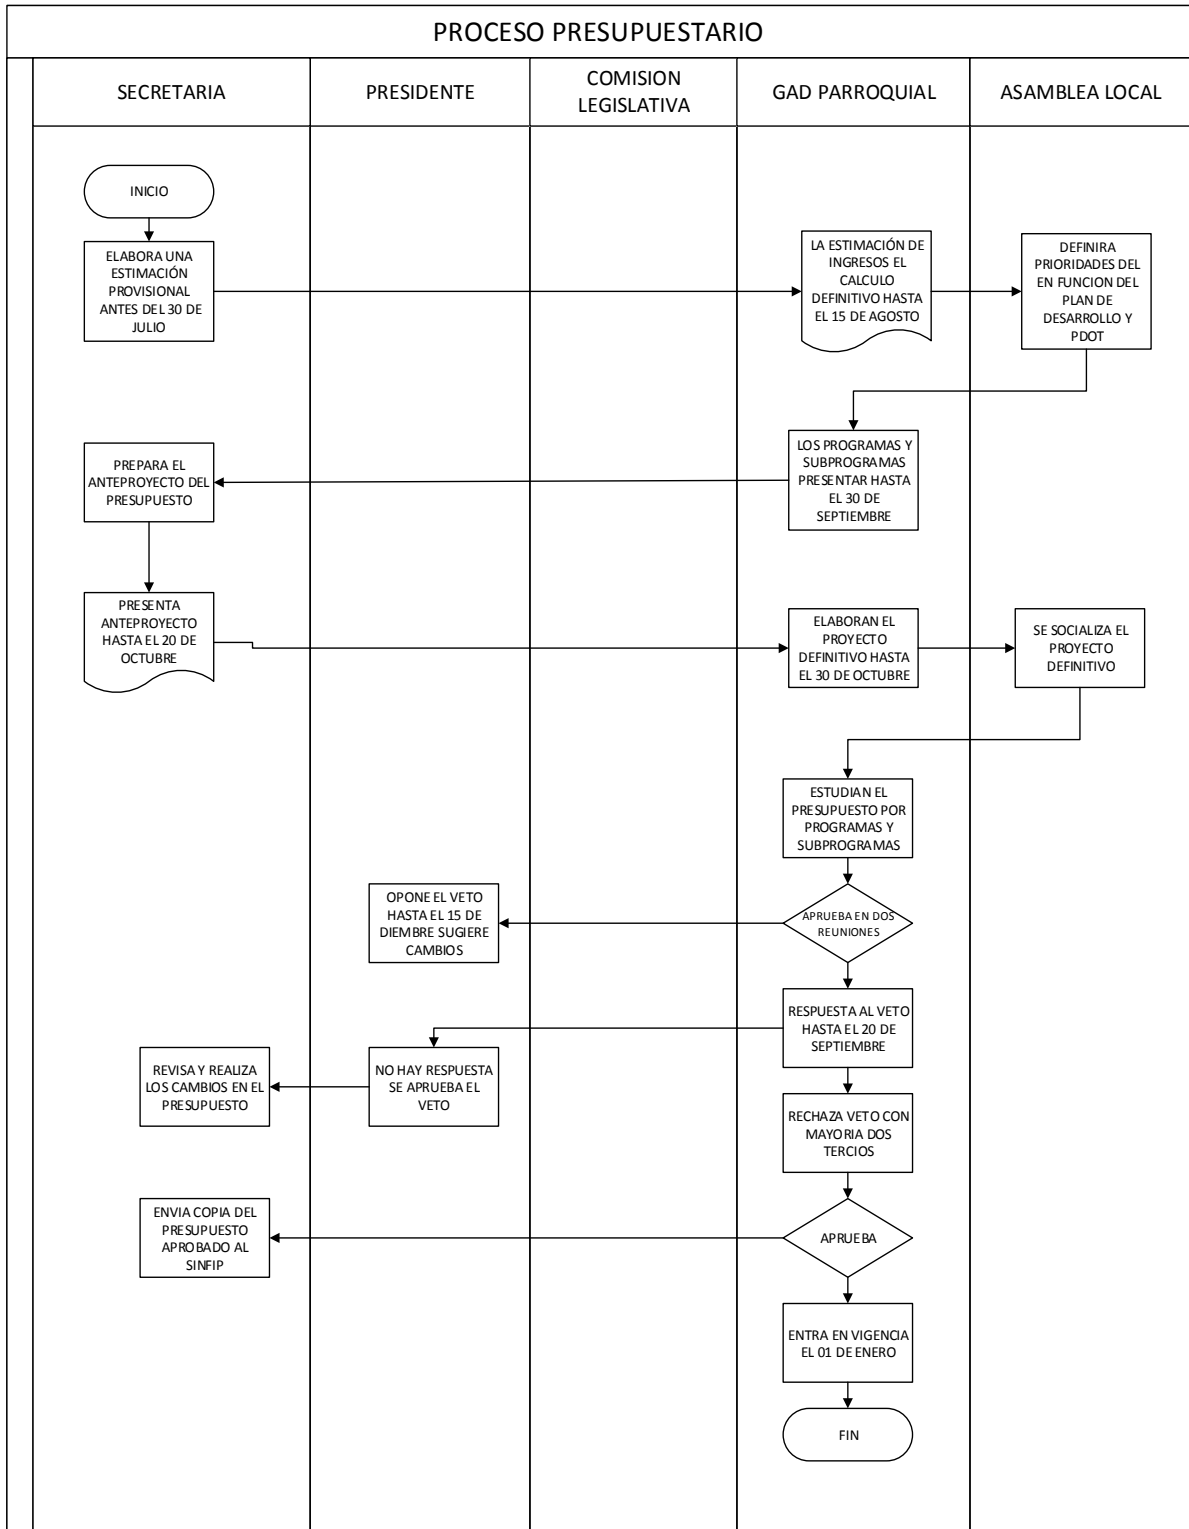 PROCESO PRESUPUESTARIO
SECRETARIA
PRESIDENTE
COMISION
LEGISLATIVA
GAD PARROQUIAL
ASAMBLEA LOCAL
INICIO
ELABORA UNA
ESTIMACIÓN
PROVISIONAL
ANTES DEL 30 DE
JULIO
LA ESTIMACIÓN DE
INGRESOS EL CALCULO
DEFINITIVO HASTA
EL 15 DE AGOSTO
DEFINIRA
PRIORIDADES DEL
EN FUNCION DEL
PLAN DE
DESARROLLO Y
PDOT
LOS PROGRAMAS Y
SUBPROGRAMAS
PRESENTAR HASTA
EL 30 DE
SEPTIEMBRE
PREPARA EL
ANTEPROYECTO DEL
PRESUPUESTO
PRESENTA
ANTEPROYECTO
HASTA EL 20 DE
OCTUBRE
ELABORAN EL
PROYECTO
DEFINITIVO HASTA
EL 30 DE OCTUBRE
SE SOCIALIZA EL
PROYECTO
DEFINITIVO
ESTUDIAN EL
PRESUPUESTO POR
PROGRAMAS Y
SUBPROGRAMAS
APRUEBA EN DOS
REUNIONES
OPONE EL VETO
HASTA EL 15 DE
DIEMBRE SUGIERE
CAMBIOS
RESPUESTA AL VETO
HASTA EL 20 DE
SEPTIEMBRE
NO HAY RESPUESTA
SE APRUEBA EL
VETO
REVISA Y REALIZA
LOS CAMBIOS EN EL
PRESUPUESTO
RECHAZA VETO CON
MAYORIA DOS
TERCIOS
APRUEBA
ENVIA COPIA DEL
PRESUPUESTO
APROBADO AL
SINFIP
ENTRA EN VIGENCIA
EL 01 DE ENERO
FIN